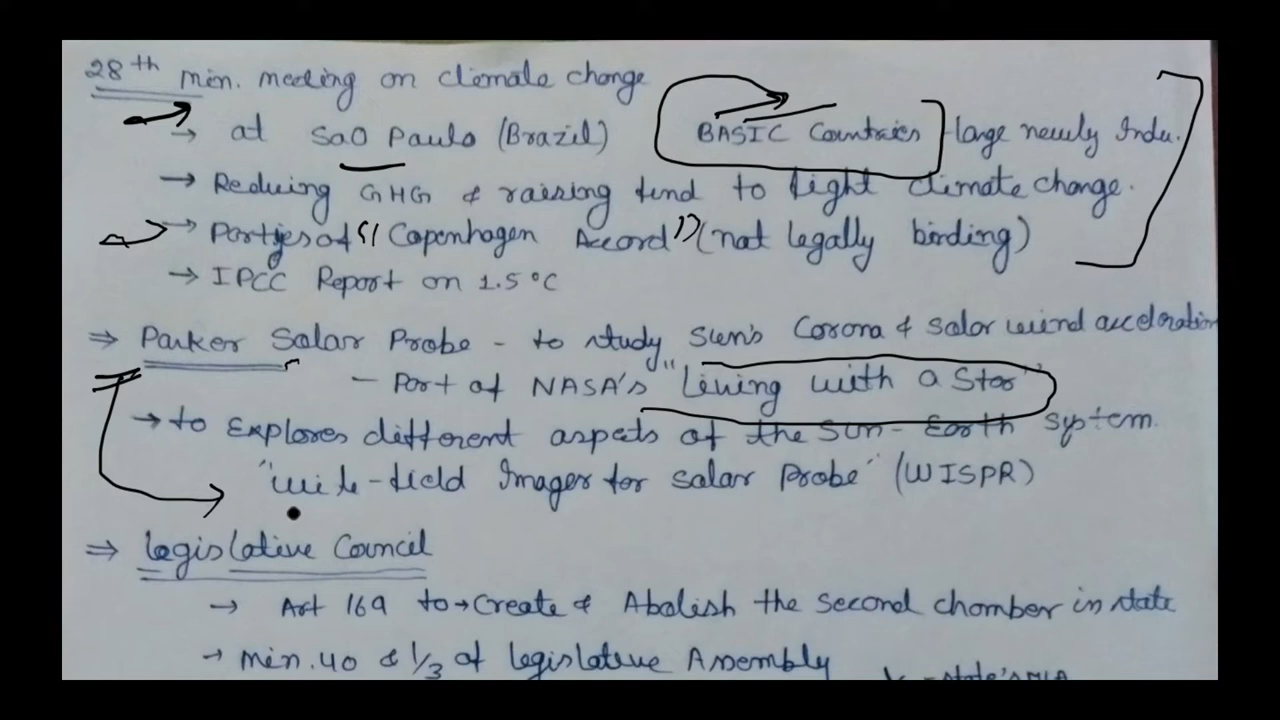 28th min. meeting on climate change
→ at Sao Paulo (Brazil) BASIC Countries - large newly Indu.
→ Reducing GHG & raising fund to fight climate change.
→ Parties of "Copenhagen Accord" (not legally binding)
→ IPCC Report on 1.5°C
⇒ Parker Solar Probe - to study Sun's Corona & solar wind acceleration
- Part of NASA's "Living with a Star"
→ to Explores different aspects of the Sun-Earth system.
"Wide-field Imager for Solar Probe" (WISPR)
⇒ Legislative Council
→ Art 169 to → Create & Abolish the second chamber in state
→ Min. 40 & 1/3 of legislative Assembly